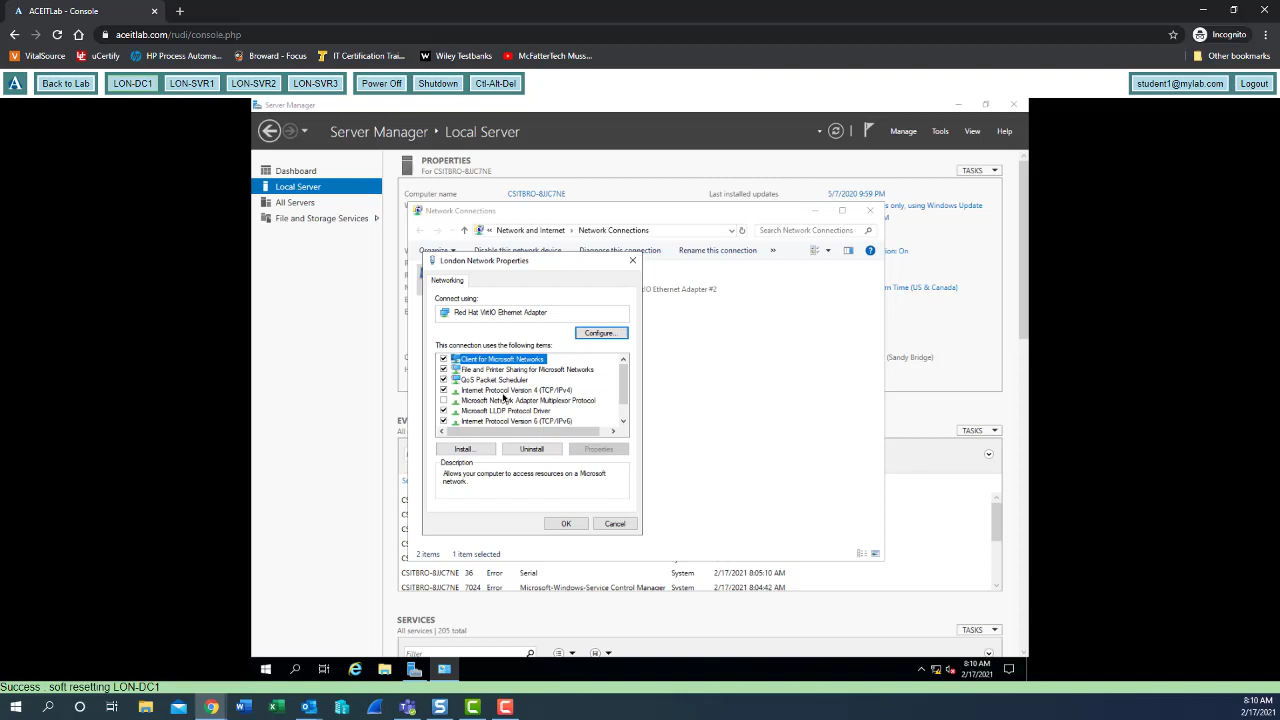 ACEITLab - Console
Incognito
aceitlab.com/rudi/console.php
VitalSource
uCertify
HP Process Automa...
Broward - Focus
IT Certification Trai...
Wiley Testbanks
McFatterTech Muss...
Other bookmarks
Back to Lab
LON-DC1
LON-SVR1
LON-SVR2
LON-SVR3
Power Off
Shutdown
Ctl-Alt-Del
student1@mylab.com
Logout
Server Manager
Server Manager • Local Server
Manage
Tools
View
Help
Dashboard
Local Server
All Servers
File and Storage Services
PROPERTIES
For CSITBRO-8JJC7NE
TASKS
Computer name
CSITBRO-8JJC7NE
Last installed updates
5/7/2020 9:59 PM
s only, using Windows Update
Network Connections
« Network and Internet › Network Connections
Search Network Connections
Organize
Disable this network device
Diagnose this connection
Rename this connection
»
on: On
IO Ethernet Adapter #2
rn Time (US & Canada)
(Sandy Bridge)
London Network Properties
Networking
Connect using:
Red Hat VirtIO Ethernet Adapter
Configure...
This connection uses the following items:
Client for Microsoft Networks
File and Printer Sharing for Microsoft Networks
QoS Packet Scheduler
Internet Protocol Version 4 (TCP/IPv4)
Microsoft Network Adapter Multiplexor Protocol
Microsoft LLDP Protocol Driver
Internet Protocol Version 6 (TCP/IPv6)
Install...
Uninstall
Properties
Description
Allows your computer to access resources on a Microsoft
network.
OK
Cancel
TASKS
2 items
1 item selected
CSITBRO-8JJC7NE 36 Error Serial System 2/17/2021 8:05:10 AM
CSITBRO-8JJC7NE 7024 Error Microsoft-Windows-Service Control Manager System 2/17/2021 8:04:42 AM
SERVICES
All services | 205 total
TASKS
Filter
8:10 AM
2/17/2021
Success . soft resetting LON-DC1
8:10 AM
2/17/2021